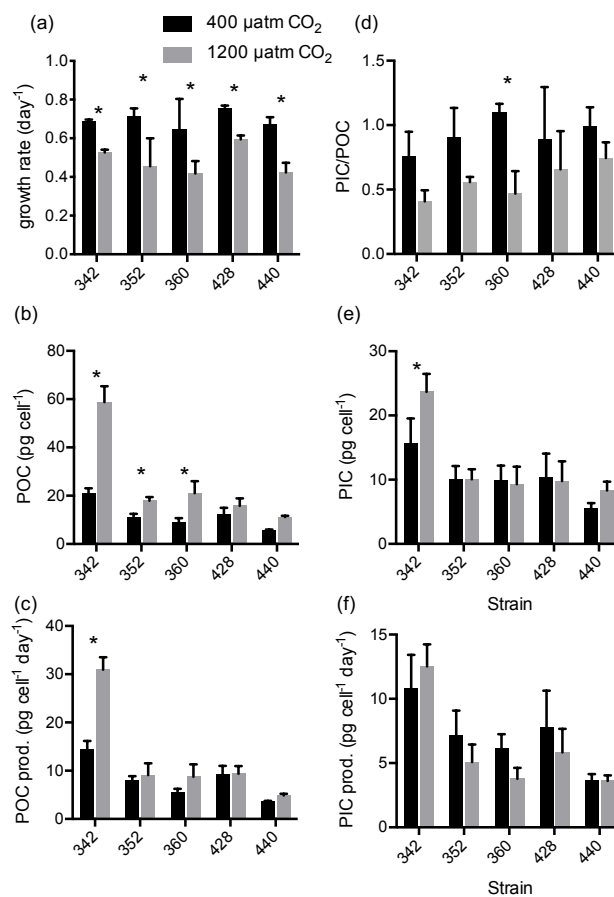 400 µatm CO2
1200 µatm CO2
(a)
growth rate (day-1)
0.0
0.2
0.4
0.6
0.8
1.0
* * * * *
342 352 360 428 440
(d)
PIC/POC
0.0
0.5
1.0
1.5
*
342 352 360 428 440
(b)
POC (pg cell-1)
0
20
40
60
80
* * *
342 352 360 428 440
(e)
PIC (pg cell-1)
0
10
20
30
*
342 352 360 428 440
Strain
(c)
POC prod. (pg cell-1 day-1)
0
10
20
30
40
*
342 352 360 428 440
(f)
PIC prod. (pg cell-1 day-1)
0
5
10
15
342 352 360 428 440
Strain